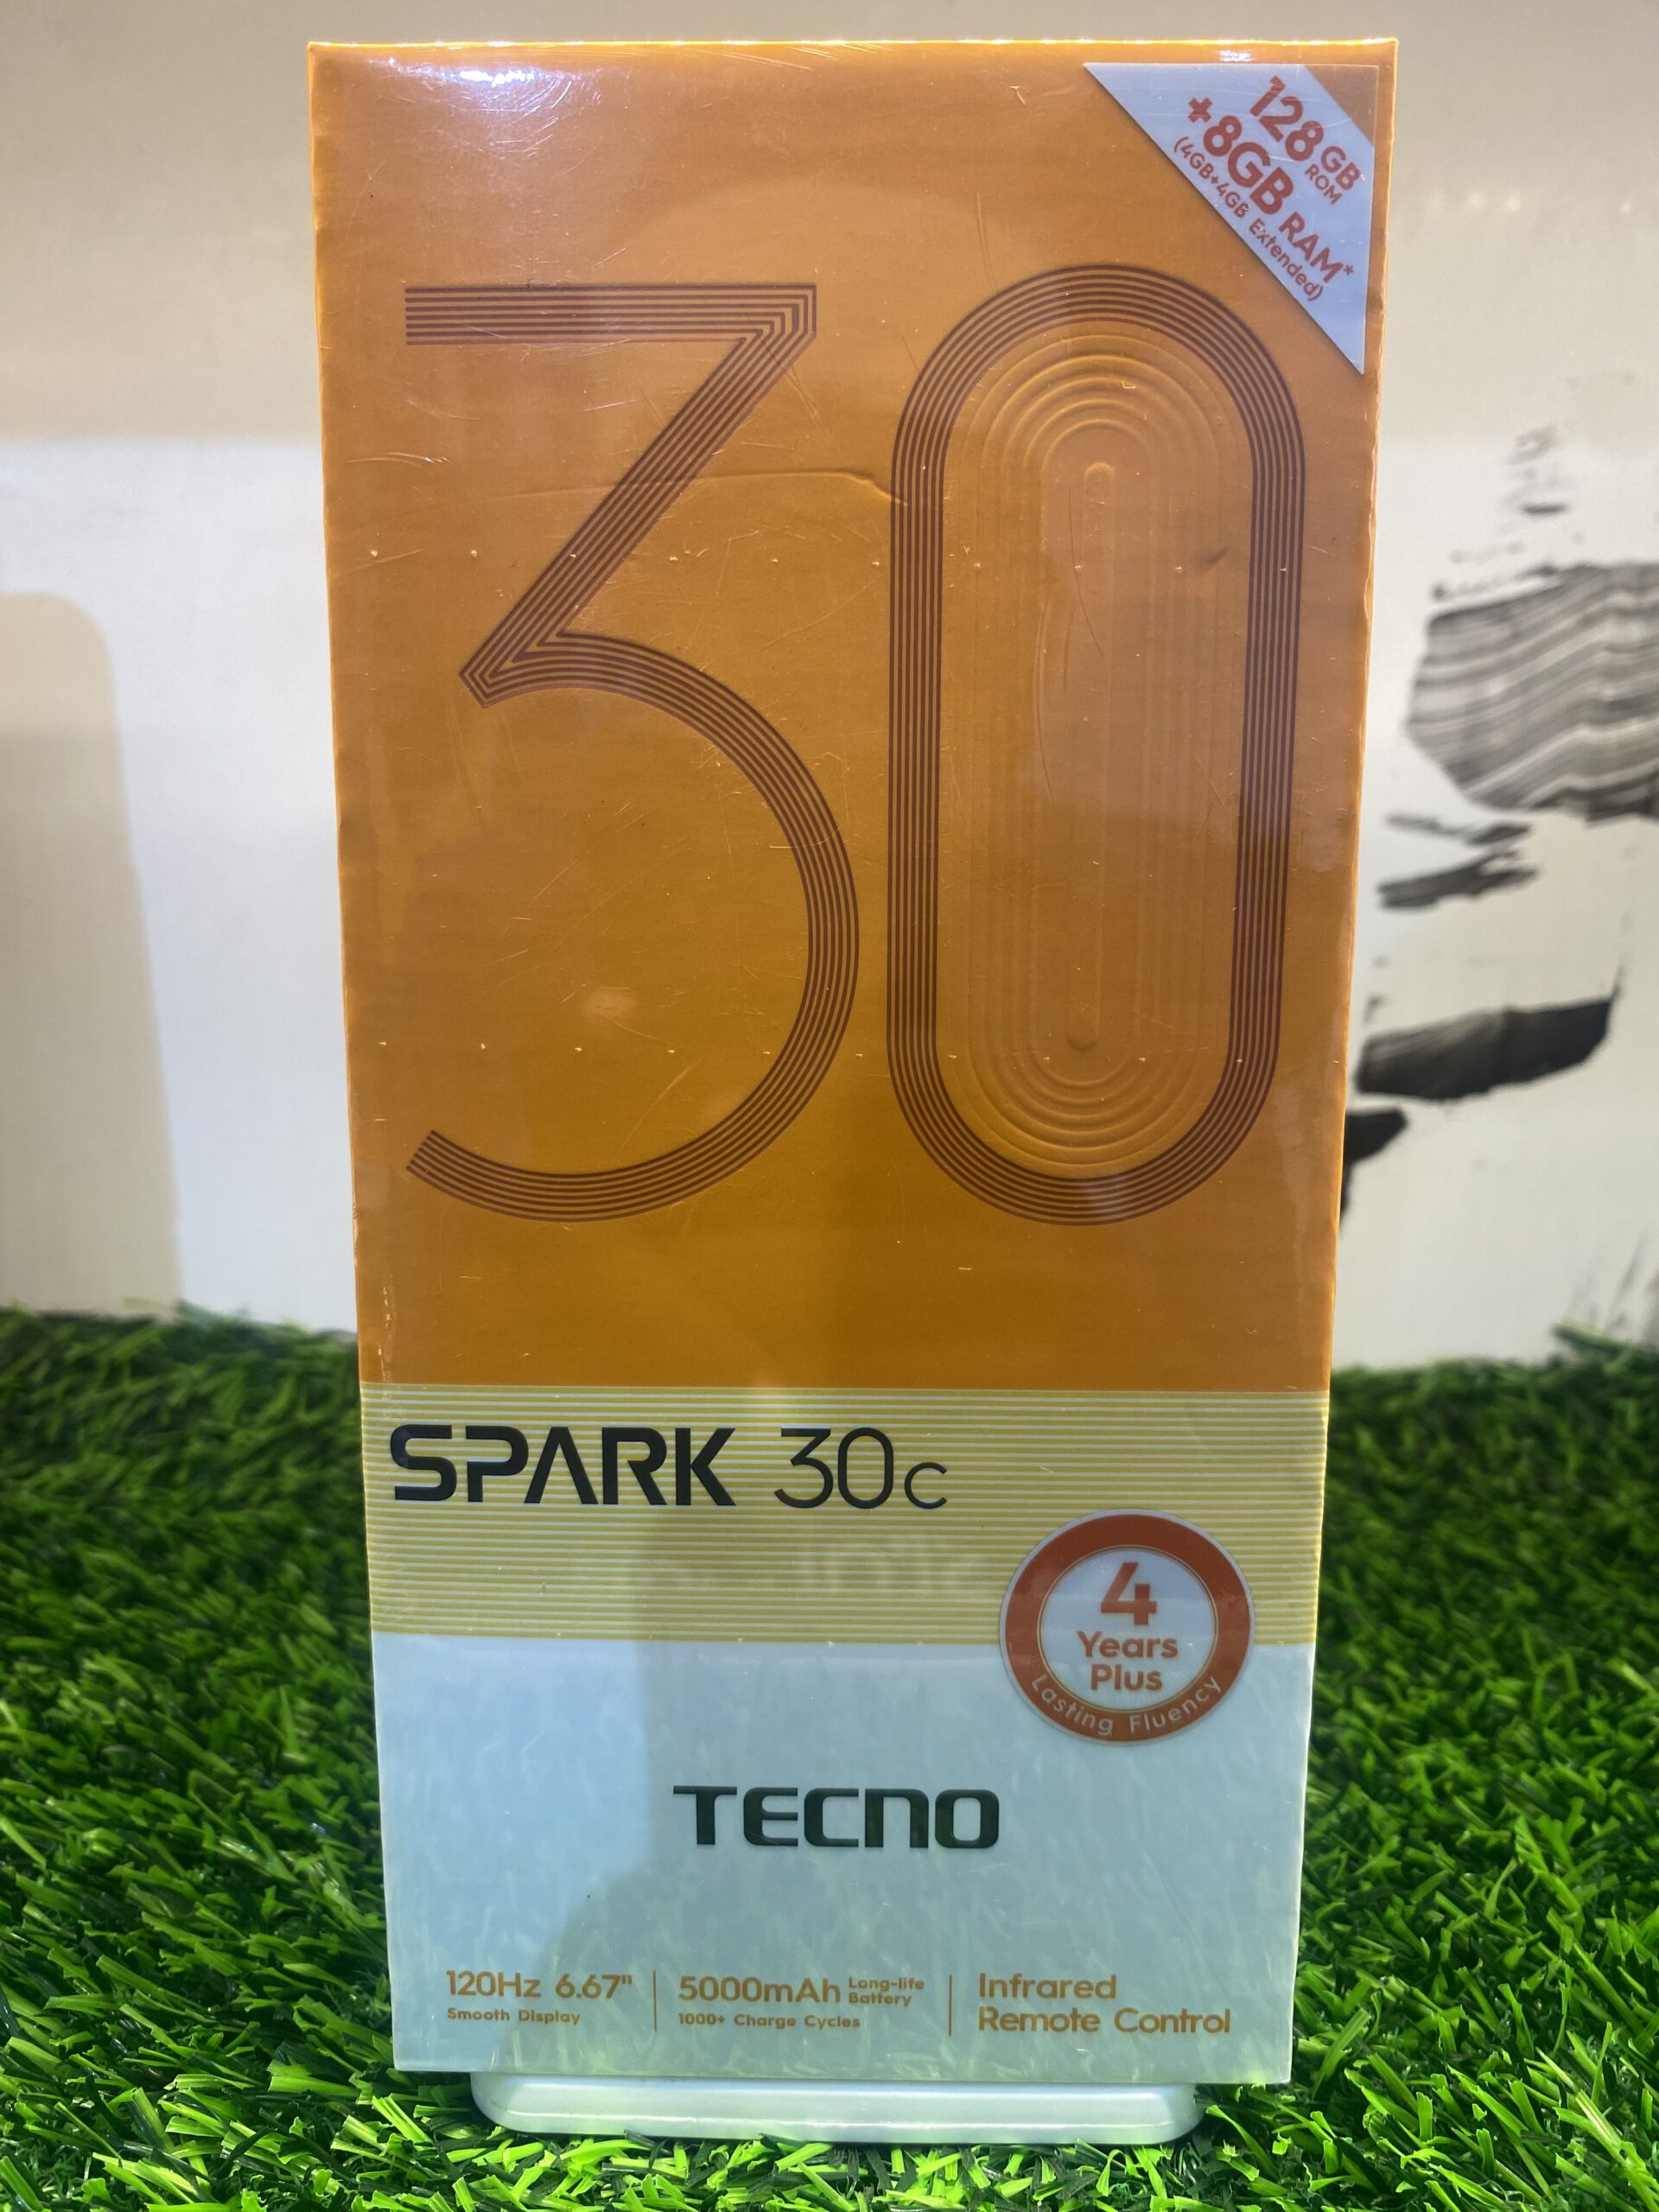 128GB ROM
+8GB RAM*
(4GB+4GB Extended)
30
SPARK 30c
4
Years
Plus
Lasting Fluency
TECNO
120Hz 6.67"
Smooth Display
5000mAh Long-life Battery
1000+ Charge Cycles
Infrared
Remote Control